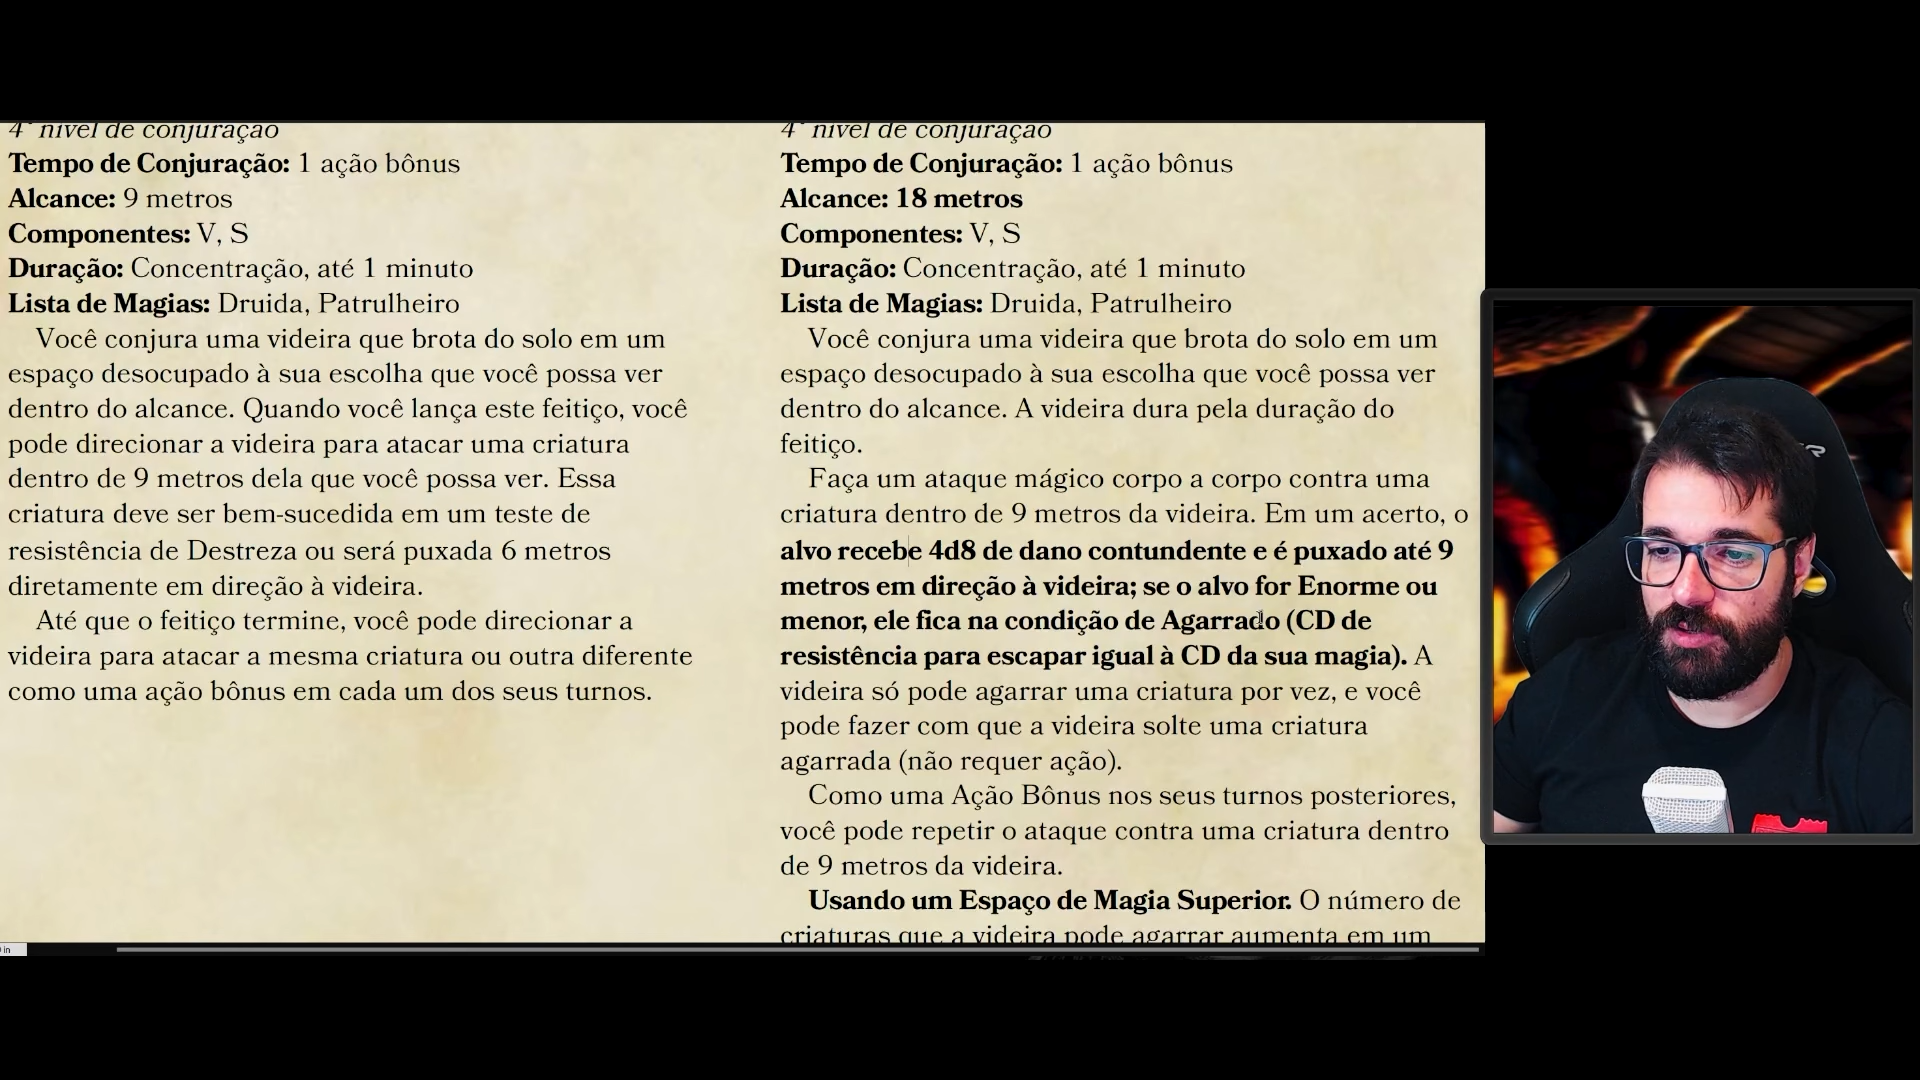 4º nível de conjuração
Tempo de Conjuração: 1 ação bônus
Alcance: 9 metros
Componentes: V, S
Duração: Concentração, até 1 minuto
Lista de Magias: Druida, Patrulheiro
Você conjura uma videira que brota do solo em um
espaço desocupado à sua escolha que você possa ver
dentro do alcance. Quando você lança este feitiço, você
pode direcionar a videira para atacar uma criatura
dentro de 9 metros dela que você possa ver. Essa
criatura deve ser bem-sucedida em um teste de
resistência de Destreza ou será puxada 6 metros
diretamente em direção à videira.
Até que o feitiço termine, você pode direcionar a
videira para atacar a mesma criatura ou outra diferente
como uma ação bônus em cada um dos seus turnos.
4º nível de conjuração
Tempo de Conjuração: 1 ação bônus
Alcance: 18 metros
Componentes: V, S
Duração: Concentração, até 1 minuto
Lista de Magias: Druida, Patrulheiro
Você conjura uma videira que brota do solo em um
espaço desocupado à sua escolha que você possa ver
dentro do alcance. A videira dura pela duração do
feitiço.
Faça um ataque mágico corpo a corpo contra uma
criatura dentro de 9 metros da videira. Em um acerto, o
alvo recebe 4d8 de dano contundente e é puxado até 9
metros em direção à videira; se o alvo for Enorme ou
menor, ele fica na condição de Agarrado (CD de
resistência para escapar igual à CD da sua magia). A
videira só pode agarrar uma criatura por vez, e você
pode fazer com que a videira solte uma criatura
agarrada (não requer ação).
Como uma Ação Bônus nos seus turnos posteriores,
você pode repetir o ataque contra uma criatura dentro
de 9 metros da videira.
Usando um Espaço de Magia Superior. O número de
criaturas que a videira pode agarrar aumenta em um
in